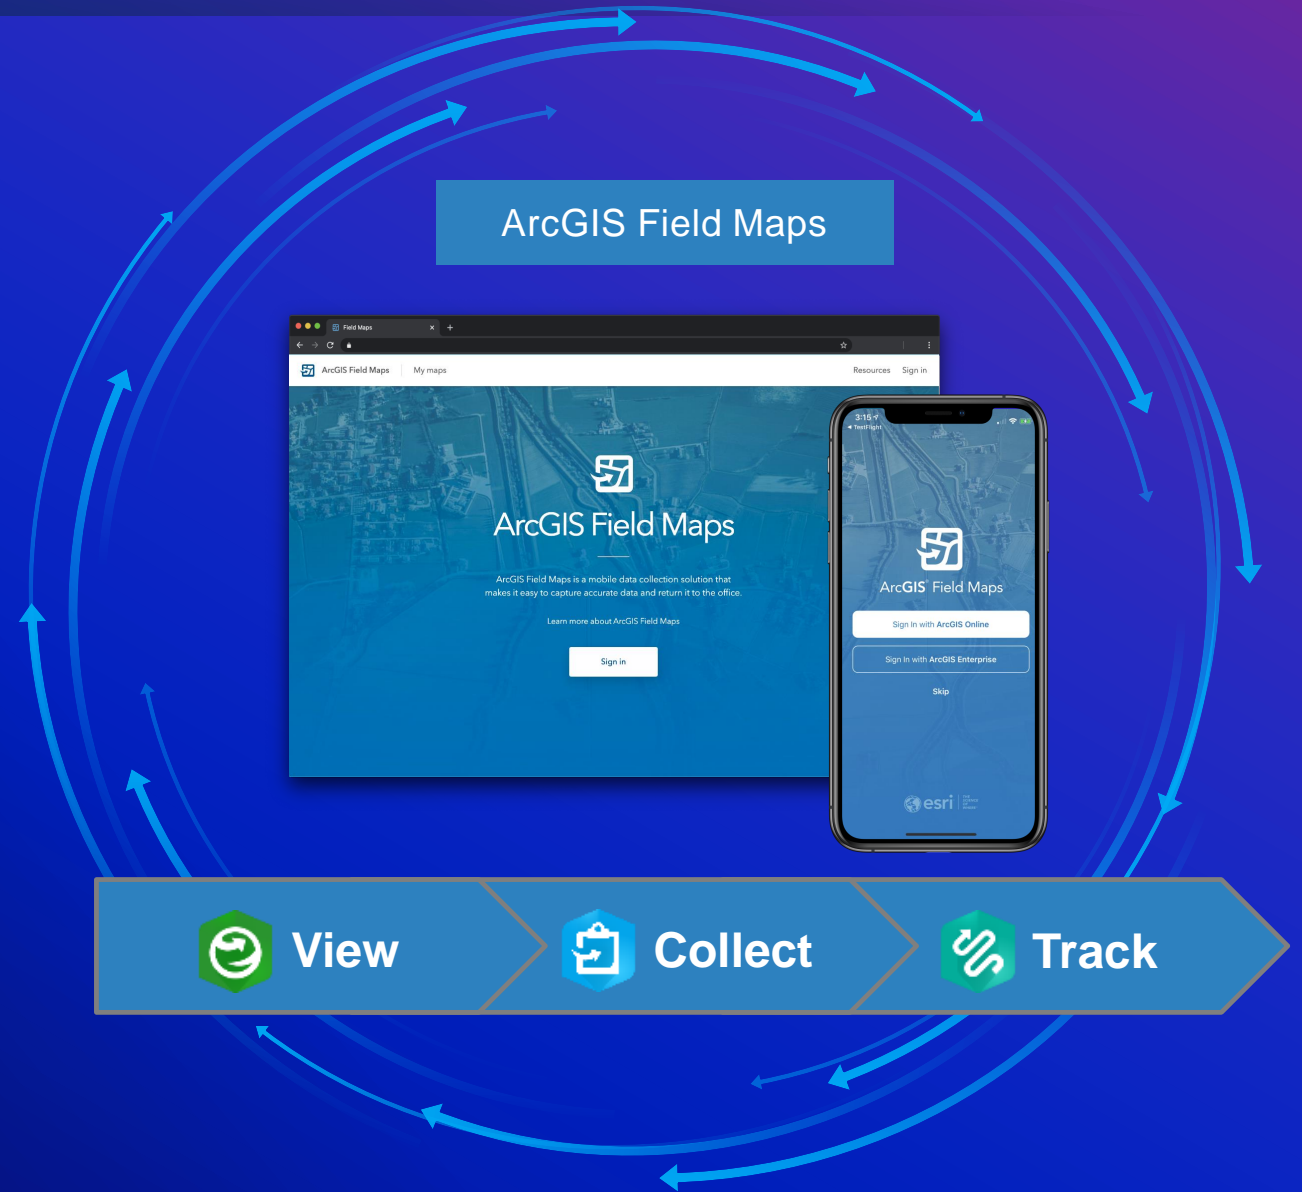 ArcGIS Field Maps
Field Maps
ArcGIS Field Maps My maps Resources Sign in
ArcGIS Field Maps
ArcGIS Field Maps is a mobile data collection solution that
makes it easy to capture accurate data and return it to the office.
Learn more about ArcGIS Field Maps
Sign in
3:15
TestFlight
ArcGIS® Field Maps
Sign In with ArcGIS Online
Sign In with ArcGIS Enterprise
Skip
esri
View
Collect
Track